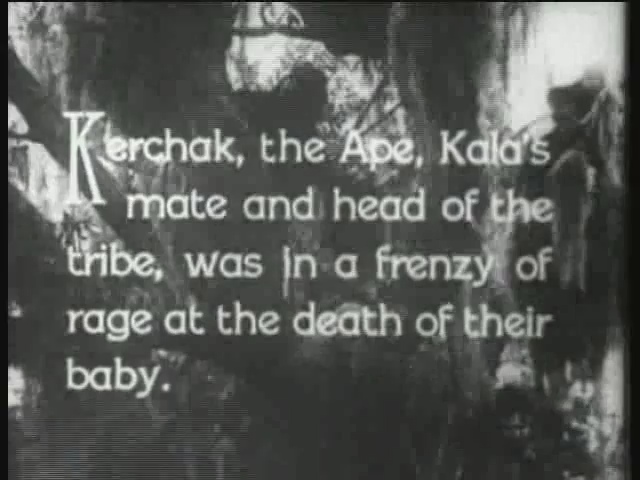 Kerchak, the Ape, Kala's
mate and head of the
tribe, was in a frenzy of
rage at the death of their
baby.